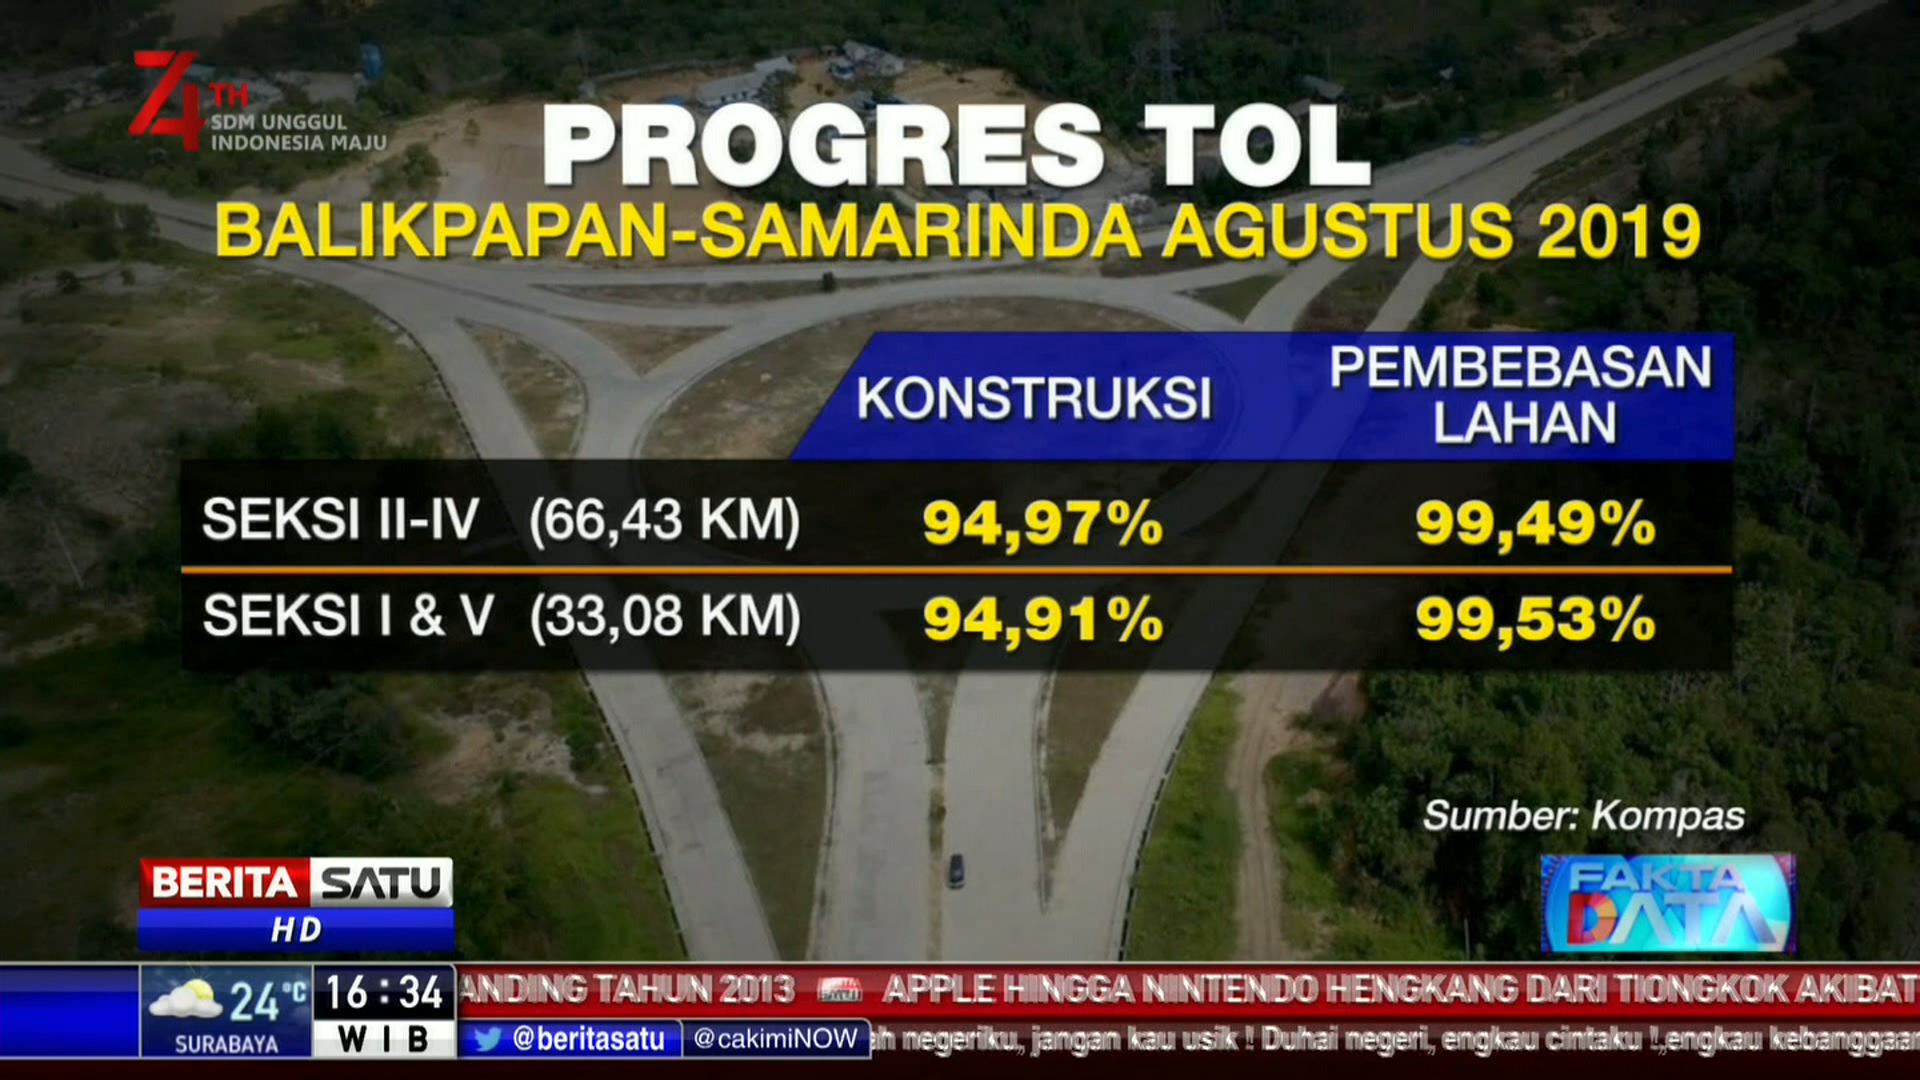 74TH
SDM UNGGUL
INDONESIA MAJU
PROGRES TOL
BALIKPAPAN-SAMARINDA AGUSTUS 2019
KONSTRUKSI
PEMBEBASAN
LAHAN
SEKSI II-IV (66,43 KM) 94,97% 99,49%
SEKSI I & V (33,08 KM) 94,91% 99,53%
Sumber: Kompas
BERITA SATU
HD
FAKTA
DATA
24°C
SURABAYA
16:34
WIB
ANDING TAHUN 2013 APPLE HINGGA NINTENDO HENGKANG DARI TIONGKOK AKIBAT
@beritasatu @cakimiNOW ah negeriku, jangan kau usik ! Duhai negeri, engkau cintaku !,engkau kebanggaan